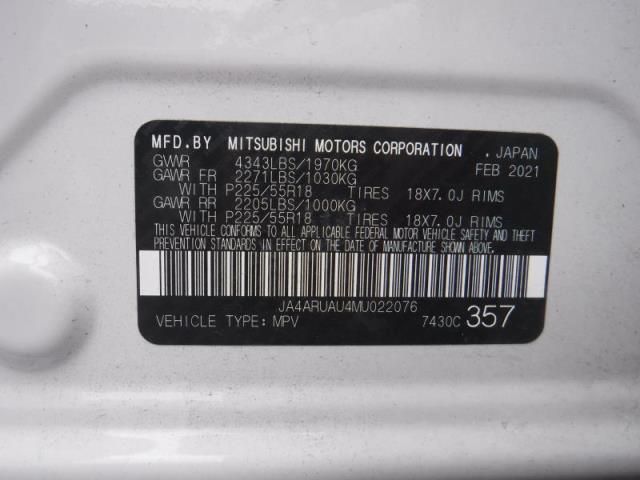 MFD.BY MITSUBISHI MOTORS CORPORATION . JAPAN
GVWR 4343LBS/1970KG FEB 2021
GAWR FR 2271LBS/1030KG
WITH P225/55R18 TIRES 18X7.0J RIMS
GAWR RR 2205LBS/1000KG
WITH P225/55R18 TIRES 18X7.0J RIMS
THIS VEHICLE CONFORMS TO ALL APPLICABLE FEDERAL MOTOR VEHICLE SAFETY AND THEFT
PREVENTION STANDARDS IN EFFECT ON THE DATE OF MANUFACTURE SHOWN ABOVE.
JA4ARUAU4MU022076
VEHICLE TYPE:MPV 7430C 357